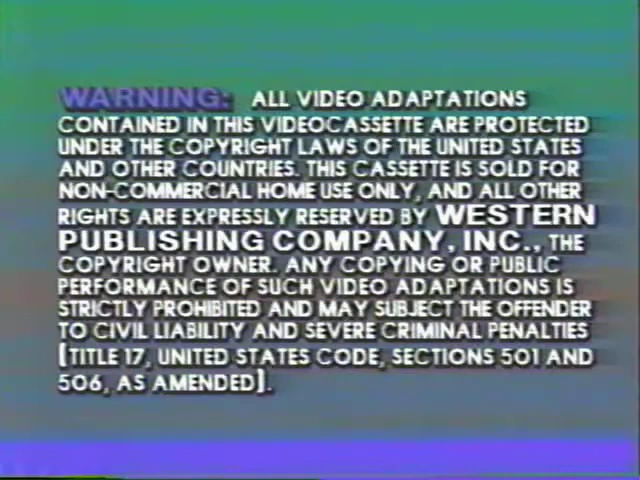 WARNING: ALL VIDEO ADAPTATIONS
CONTAINED IN THIS VIDEOCASSETTE ARE PROTECTED
UNDER THE COPYRIGHT LAWS OF THE UNITED STATES
AND OTHER COUNTRIES. THIS CASSETTE IS SOLD FOR
NON-COMMERCIAL HOME USE ONLY, AND ALL OTHER
RIGHTS ARE EXPRESSLY RESERVED BY WESTERN
PUBLISHING COMPANY, INC., THE
COPYRIGHT OWNER. ANY COPYING OR PUBLIC
PERFORMANCE OF SUCH VIDEO ADAPTATIONS IS
STRICTLY PROHIBITED AND MAY SUBJECT THE OFFENDER
TO CIVIL LIABILITY AND SEVERE CRIMINAL PENALTIES
[TITLE 17, UNITED STATES CODE, SECTIONS 501 AND
506, AS AMENDED].